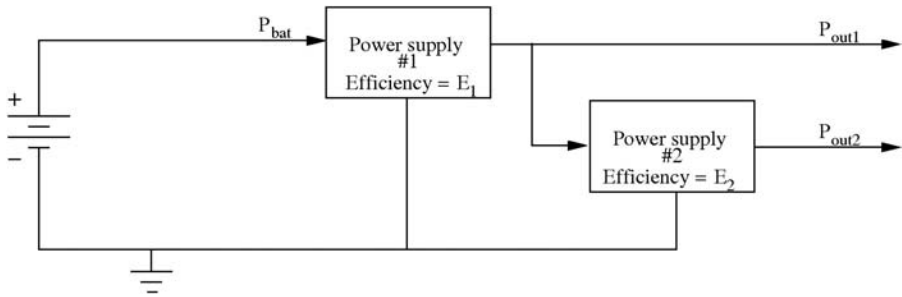 P_bat
Power supply
#1
Efficiency = E_1
P_out1
+
−
Power supply
#2
Efficiency = E_2
P_out2